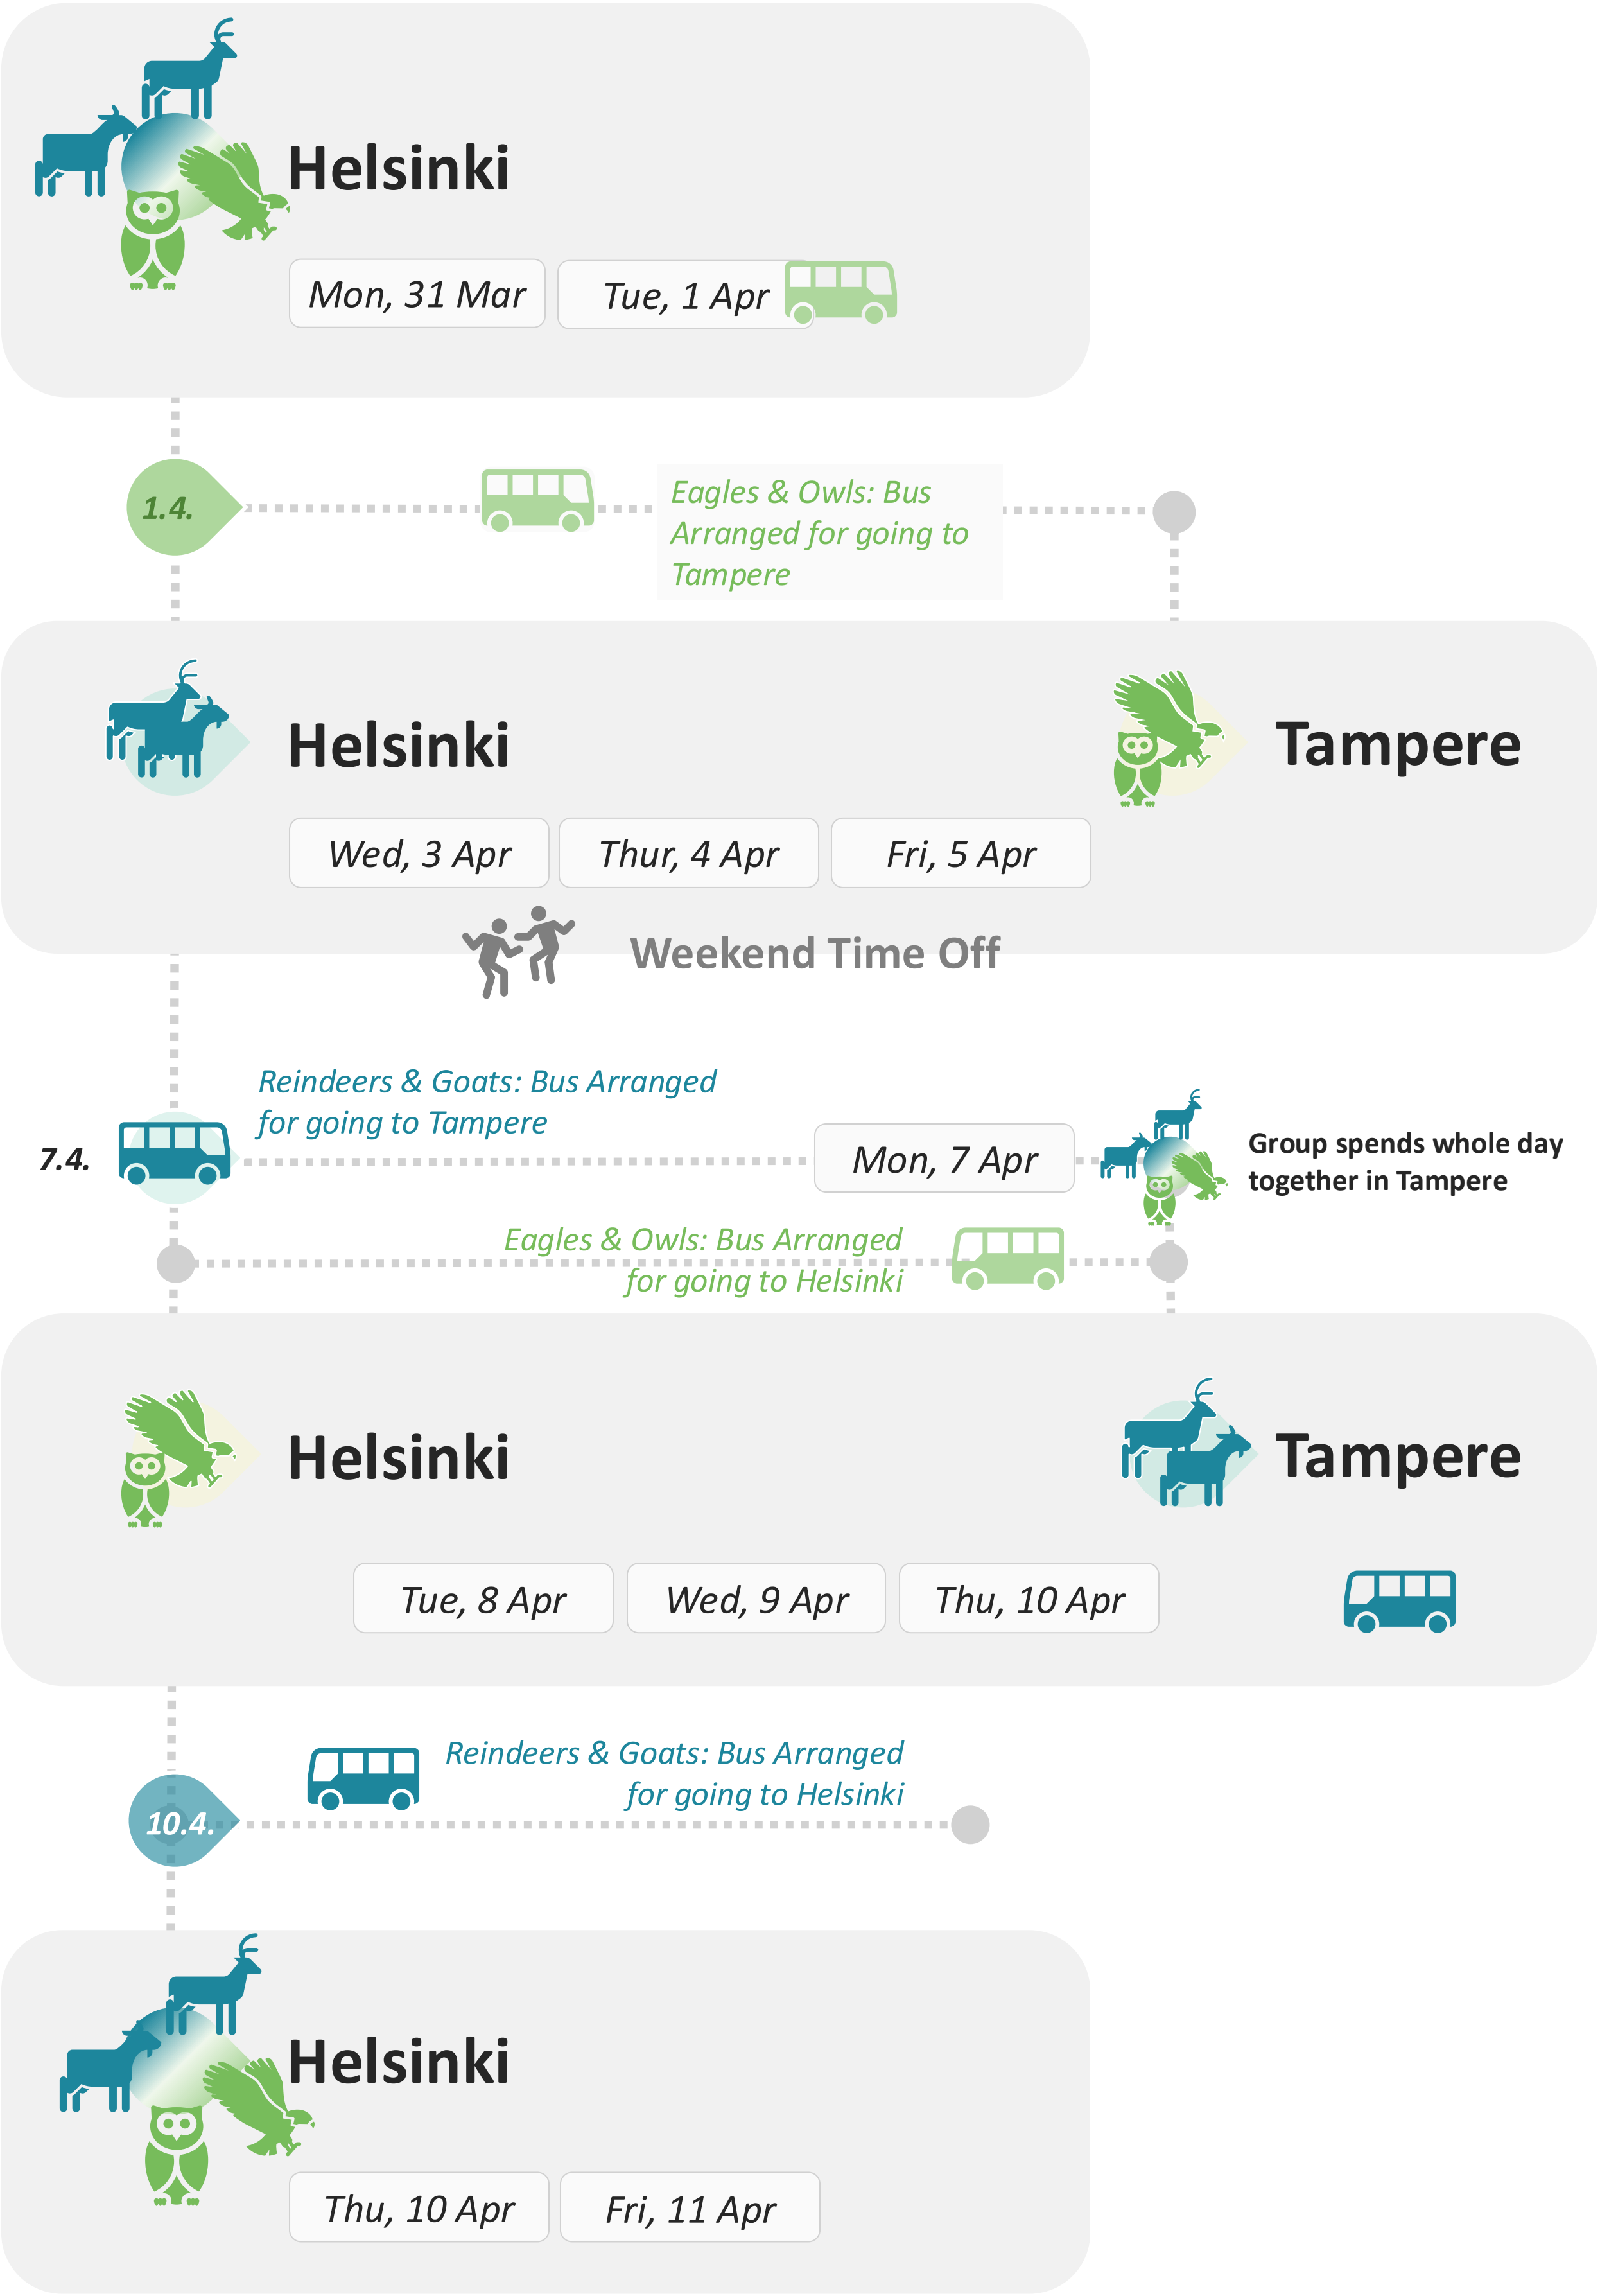 Helsinki
Mon, 31 Mar
Tue, 1 Apr
1.4.
Eagles & Owls: Bus
Arranged for going to
Tampere
Helsinki
Tampere
Wed, 3 Apr
Thur, 4 Apr
Fri, 5 Apr
Weekend Time Off
Reindeers & Goats: Bus Arranged
for going to Tampere
7.4.
Mon, 7 Apr
Group spends whole day
together in Tampere
Eagles & Owls: Bus Arranged
for going to Helsinki
Helsinki
Tampere
Tue, 8 Apr
Wed, 9 Apr
Thu, 10 Apr
Reindeers & Goats: Bus Arranged
for going to Helsinki
10.4.
Helsinki
Thu, 10 Apr
Fri, 11 Apr